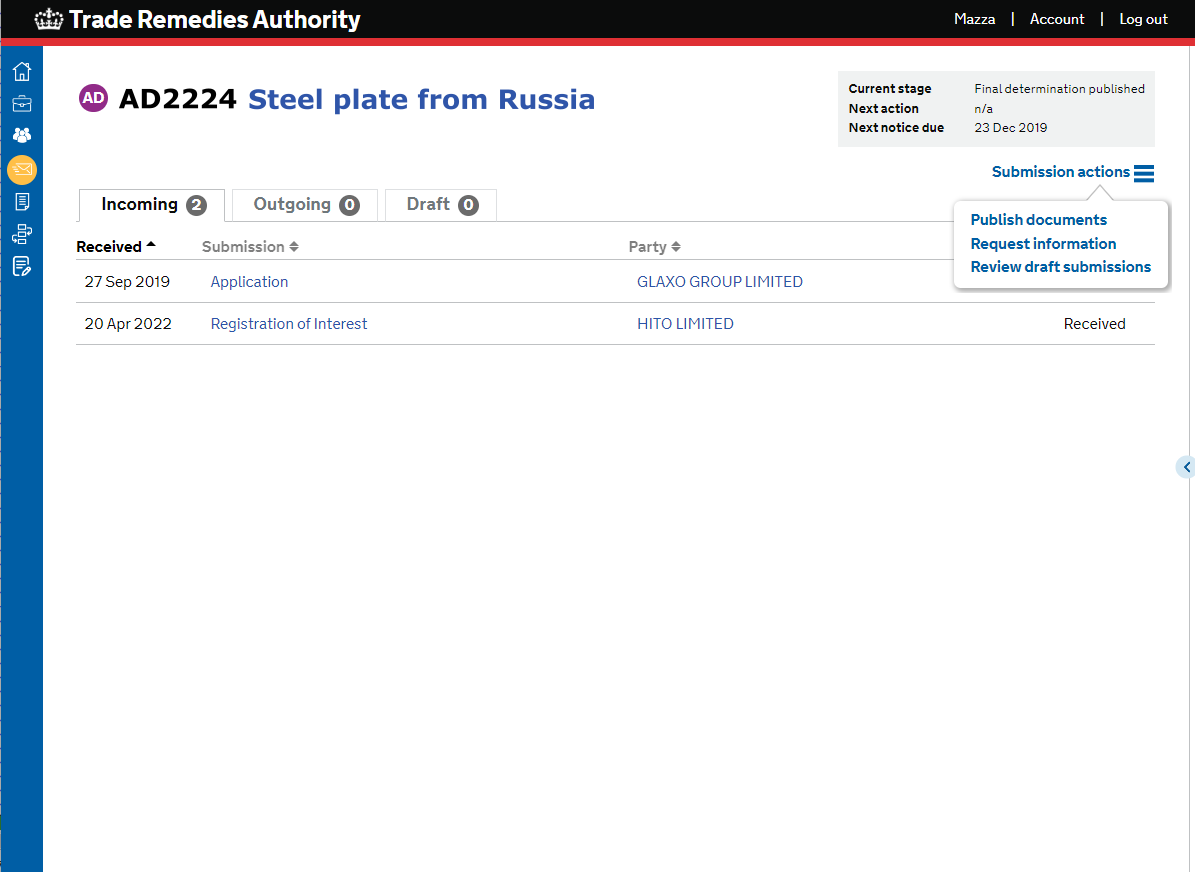 Trade Remedies Authority
Mazza | Account | Log out
AD AD2224 Steel plate from Russia
Current stage Final determination published
Next action n/a
Next notice due 23 Dec 2019
Submission actions
Publish documents
Request information
Review draft submissions
Incoming 2 Outgoing 0 Draft 0
Received Submission Party
27 Sep 2019 Application GLAXO GROUP LIMITED
20 Apr 2022 Registration of Interest HITO LIMITED Received